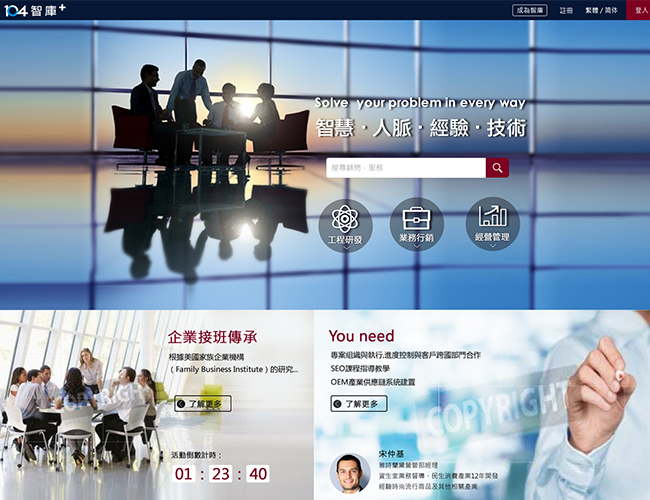 104智庫+
成為智庫 註冊 繁體 / 简体 登入
Solve your problem in every way
智慧・人脈・經驗・技術
搜尋顧問、服務
工程研發 業務行銷 經營管理
企業接班傳承
根據美國家族企業機構
（Family Business Institute）的研究...
了解更多
活動倒數計時：
01 : 23 : 40
You need
專案組織與執行,進度控制與客戶跨國部門合作
SEO課程指導教學
OEM產業供應鏈系統建置
了解更多
COPYRIGHT
宋仲基
雅詩蘭黛營管部經理
資生堂業務督導，民生消費產業12年開發
經驗時尚流行商品及其他相關產業